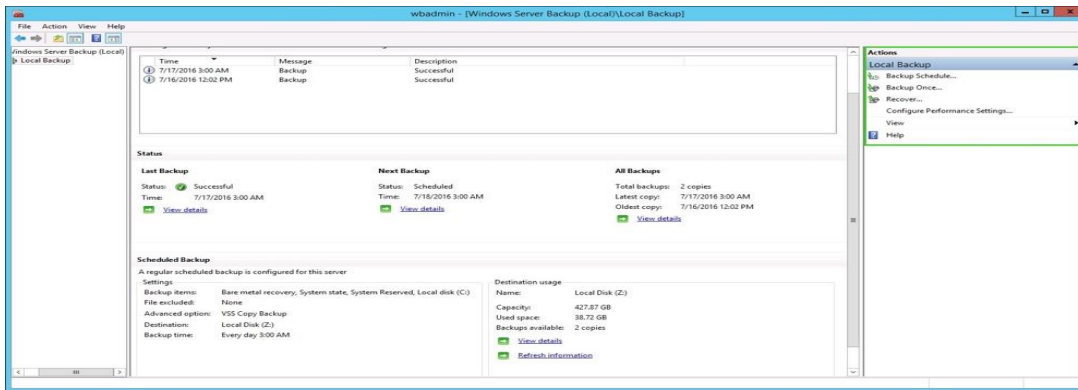 wbadmin - [Windows Server Backup (Local)\Local Backup]
File Action View Help
Windows Server Backup (Local)
Local Backup
Time Message Description
7/17/2016 3:00 AM Backup Successful
7/16/2016 12:02 PM Backup Successful
Status
Last Backup
Status: Successful
Time: 7/17/2016 3:00 AM
View details
Next Backup
Status: Scheduled
Time: 7/18/2016 3:00 AM
View details
All Backups
Total backups: 2 copies
Latest copy: 7/17/2016 3:00 AM
Oldest copy: 7/16/2016 12:02 PM
View details
Scheduled Backup
A regular scheduled backup is configured for this server
Settings
Backup items: Bare metal recovery, System state, System Reserved, Local disk (C:)
File excluded: None
Advanced option: VSS Copy Backup
Destination: Local Disk (Z:)
Backup time: Every day 3:00 AM
Destination usage
Name: Local Disk (Z:)
Capacity: 427.87 GB
Used space: 38.72 GB
Backups available: 2 copies
View details
Refresh information
Actions
Local Backup
Backup Schedule...
Backup Once...
Recover...
Configure Performance Settings...
View
Help